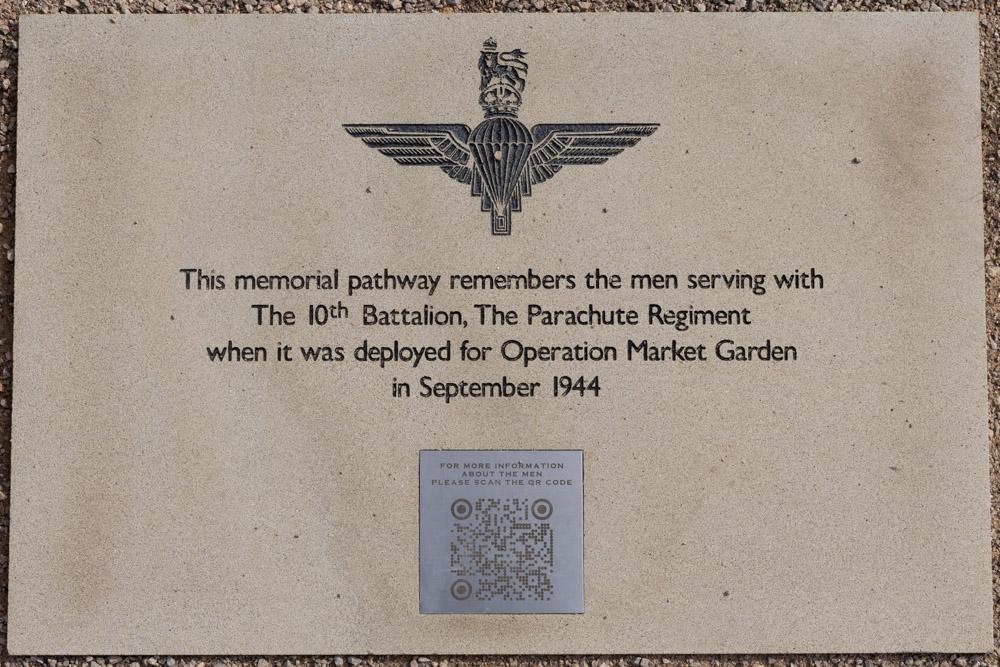 This memorial pathway remembers the men serving with
The 10th Battalion, The Parachute Regiment
when it was deployed for Operation Market Garden
in September 1944
FOR MORE INFORMATION
ABOUT THE MEN
PLEASE SCAN THE QR CODE